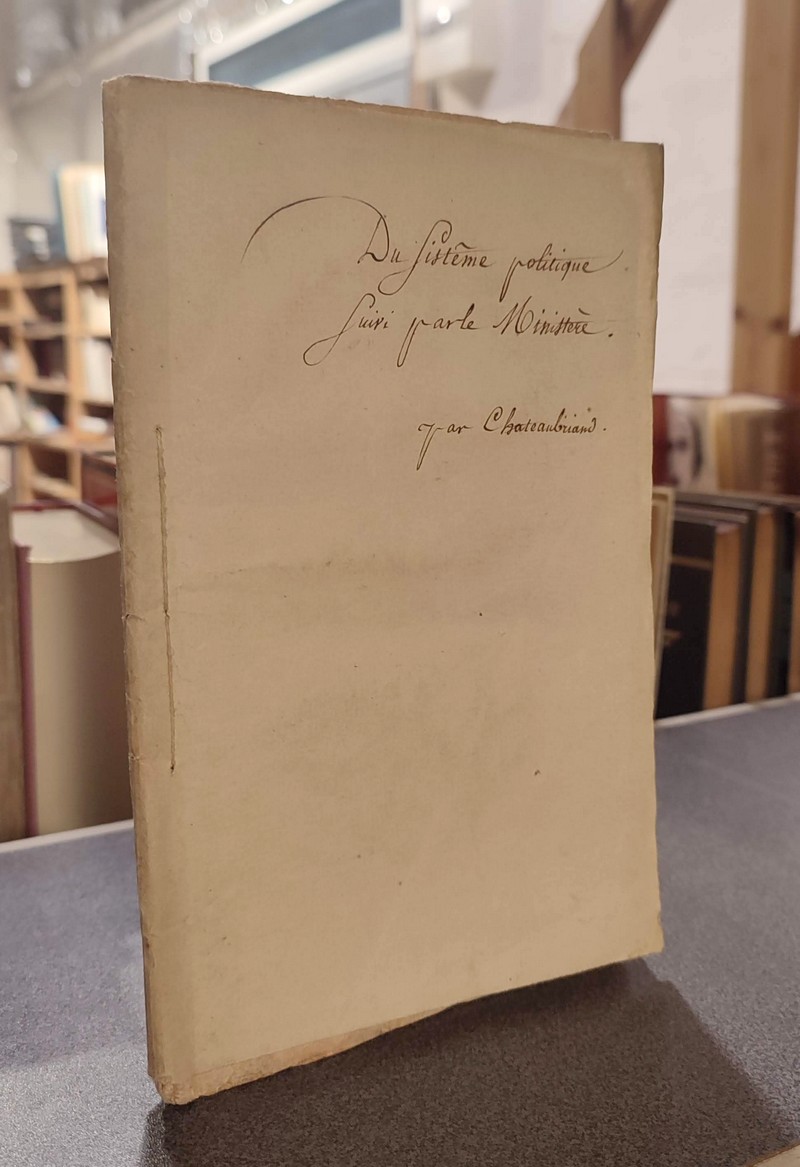 Du Sistême politique
Suivi par le Ministère.
par Chateaubriand.